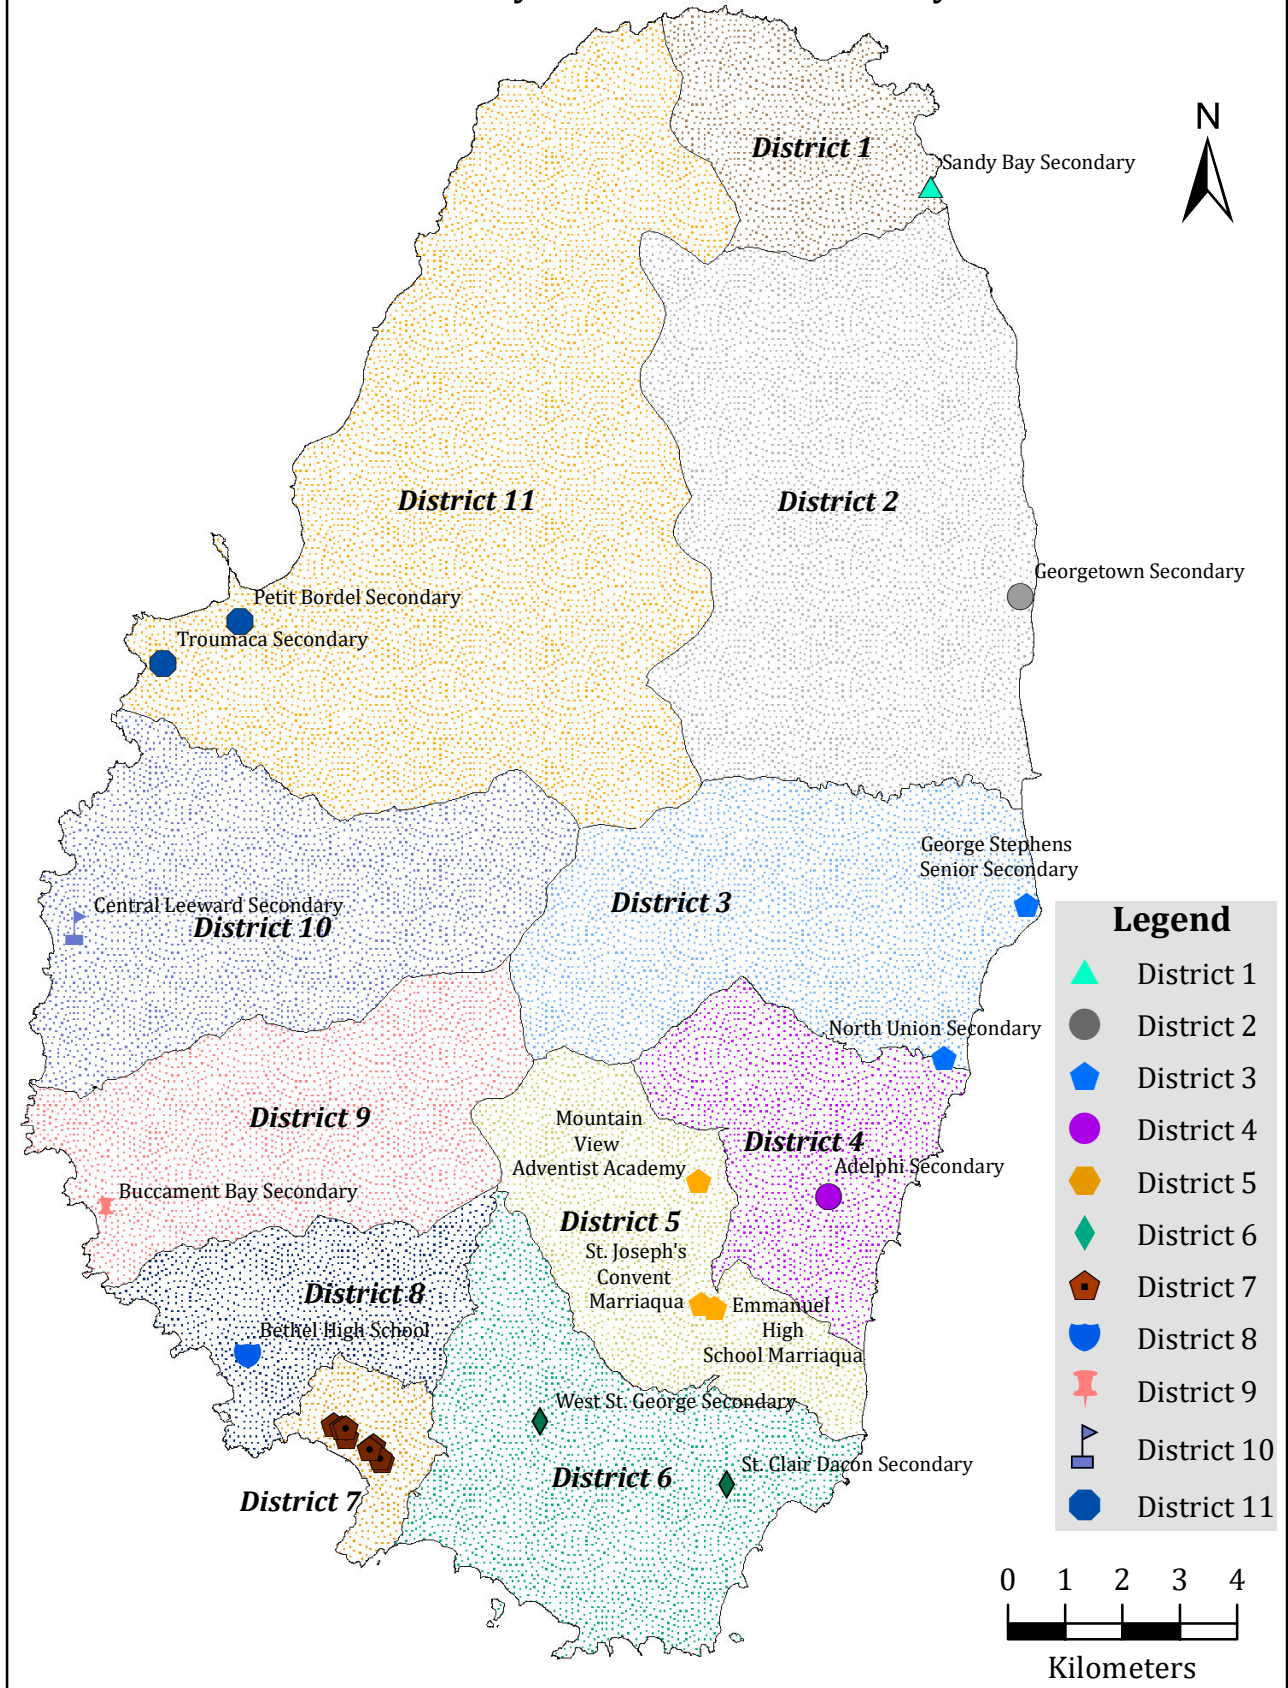 N
District 1
Sandy Bay Secondary
District 11
District 2
Georgetown Secondary
Petit Bordel Secondary
Troumaca Secondary
George Stephens
Senior Secondary
District 3
Central Leeward Secondary
District 10
North Union Secondary
District 9
Mountain
View
Adventist Academy
District 4
Adelphi Secondary
Buccament Bay Secondary
District 5
St. Joseph's
Convent
Marriaqua
Emmanuel
High
School Marriaqua
District 8
Bethel High School
West St. George Secondary
St. Clair Dacon Secondary
District 6
District 7
Legend
District 1
District 2
District 3
District 4
District 5
District 6
District 7
District 8
District 9
District 10
District 11
0 1 2 3 4
Kilometers